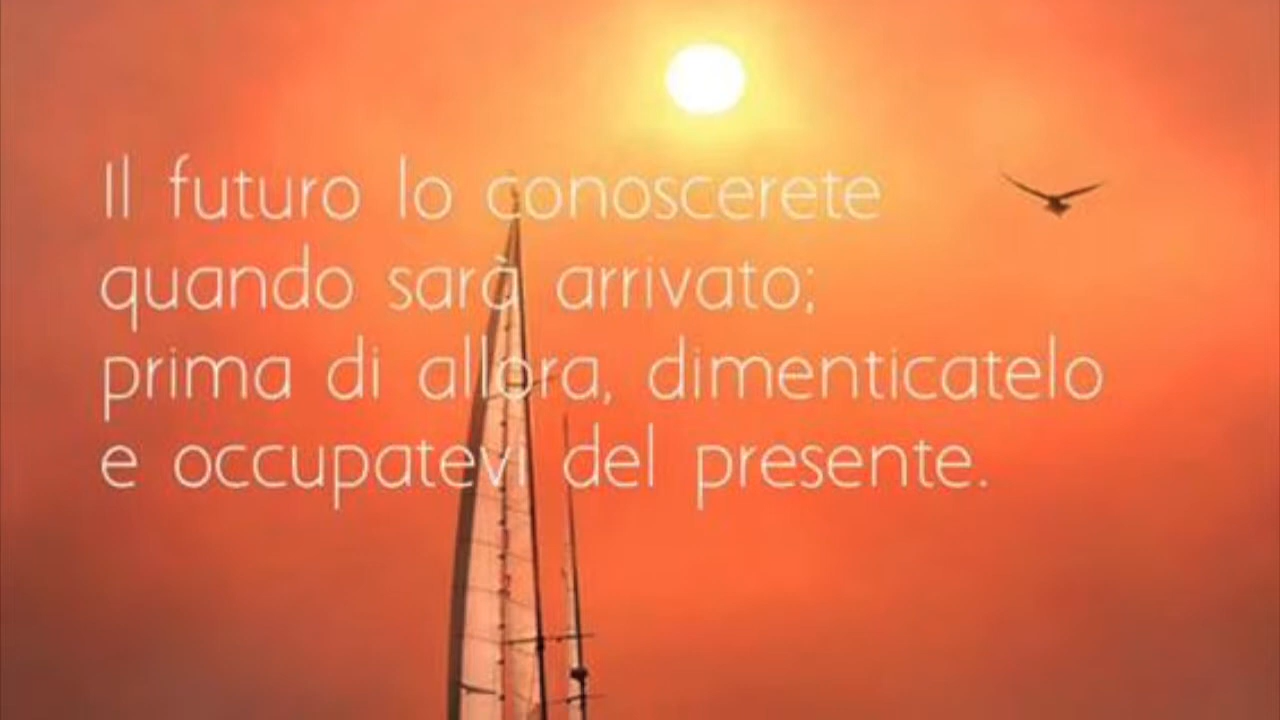 Il futuro lo conoscerete
quando sarà arrivato;
prima di allora, dimenticatelo
e occupatevi del presente.